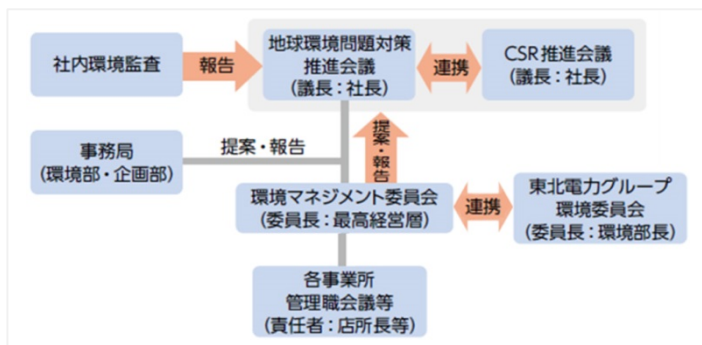 社内環境監査
報告
地球環境問題対策
推進会議
(議長：社長)
連携
CSR推進会議
(議長：社長)
事務局
(環境部・企画部)
提案・報告
提案・報告
環境マネジメント委員会
(委員長：最高経営層)
連携
東北電力グループ
環境委員会
(委員長：環境部長)
各事業所
管理職会議等
(責任者：店所長等)